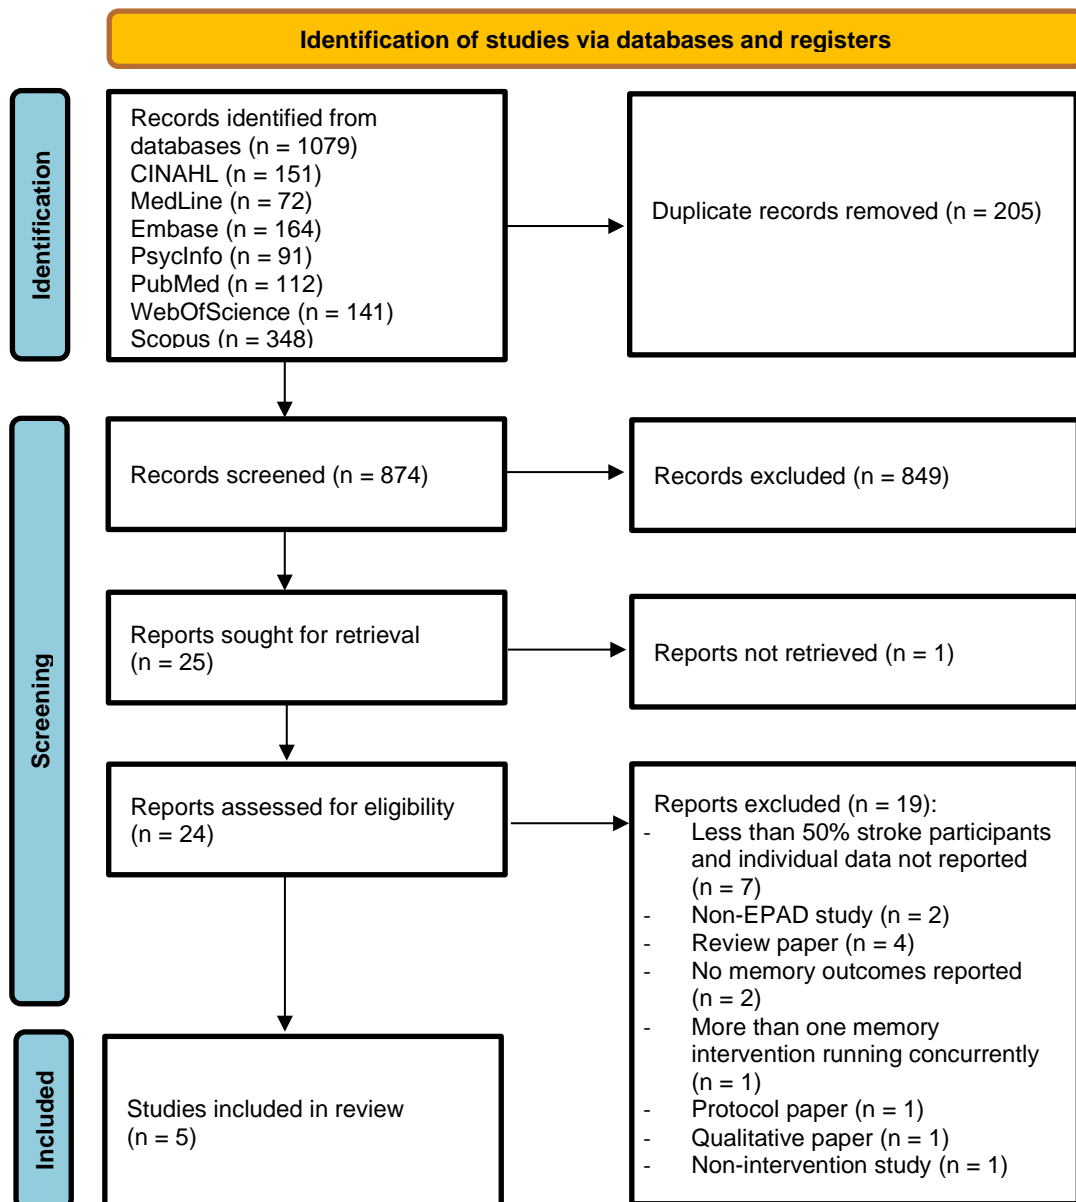 Identification of studies via databases and registers
Identification
Records identified from
databases (n = 1079)
CINAHL (n = 151)
MedLine (n = 72)
Embase (n = 164)
PsycInfo (n = 91)
PubMed (n = 112)
WebOfScience (n = 141)
Scopus (n = 348)
Duplicate records removed (n = 205)
Screening
Records screened (n = 874)
Records excluded (n = 849)
Reports sought for retrieval
(n = 25)
Reports not retrieved (n = 1)
Reports assessed for eligibility
(n = 24)
Reports excluded (n = 19):
- Less than 50% stroke participants
and individual data not reported
(n = 7)
- Non-EPAD study (n = 2)
- Review paper (n = 4)
- No memory outcomes reported
(n = 2)
- More than one memory
intervention running concurrently
(n = 1)
- Protocol paper (n = 1)
- Qualitative paper (n = 1)
- Non-intervention study (n = 1)
Included
Studies included in review
(n = 5)